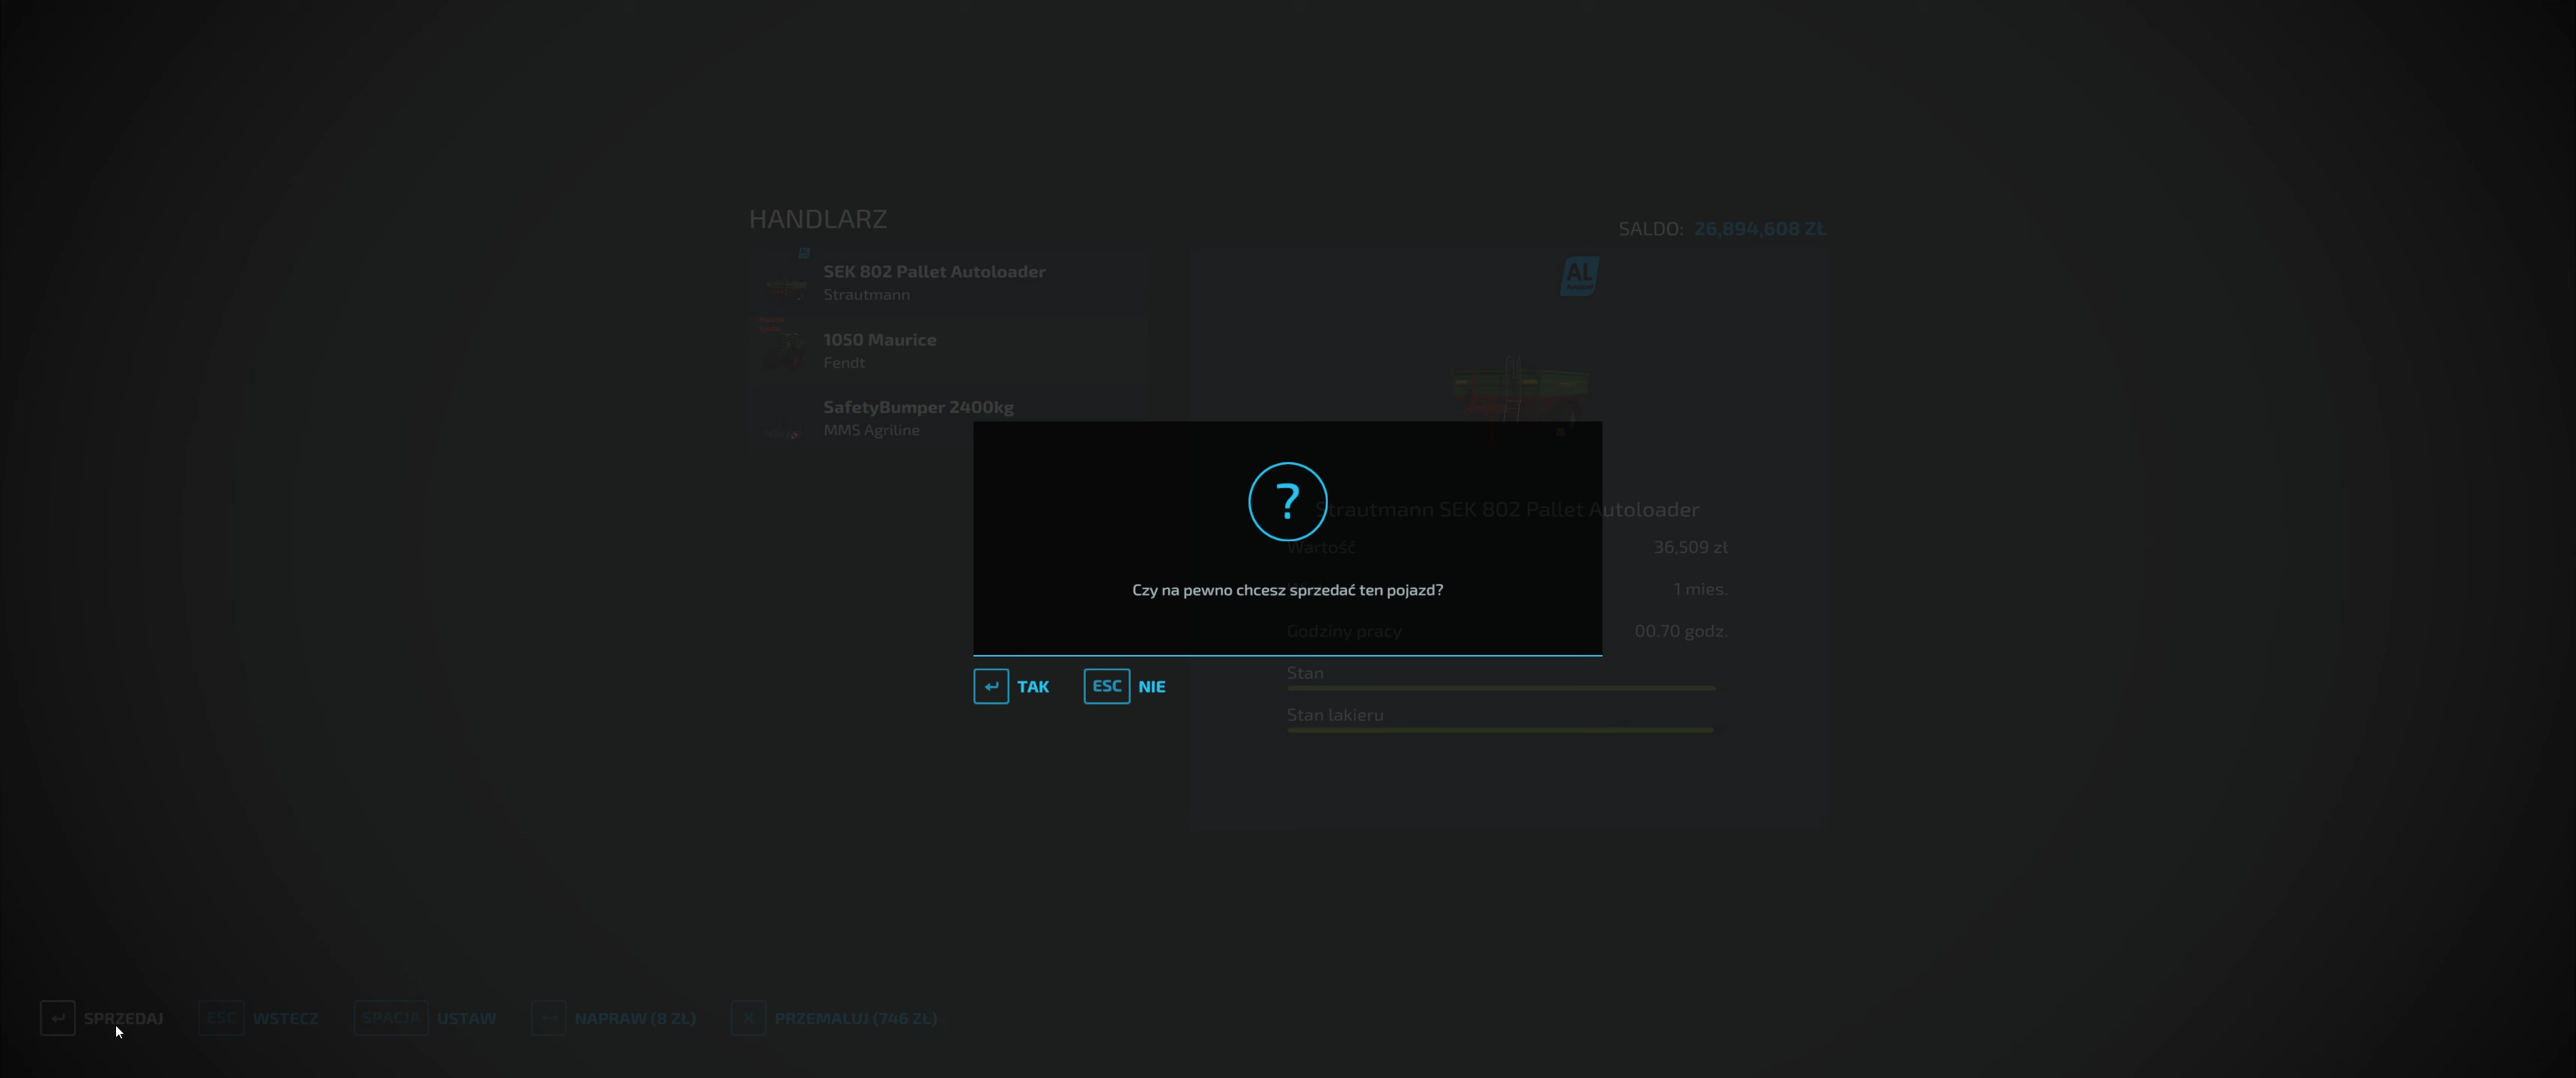 HANDLARZ
SALDO: 26,894,608 ZŁ
SEK 802 Pallet Autoloader
Strautmann
1050 Maurice
Fendt
SafetyBumper 2400kg
MMS Agriline
AL
?
Czy na pewno chcesz sprzedać ten pojazd?
TAK
ESC NIE
Strautmann SEK 802 Pallet Autoloader
Wartość 36,509 zł
1 mies.
Godziny pracy 00.70 godz.
Stan
Stan lakieru
SPRZEDAJ
ESC WSTECZ
SPACJA USTAW
NAPRAW (8 ZŁ)
X PRZEMALUJ (746 ZŁ)